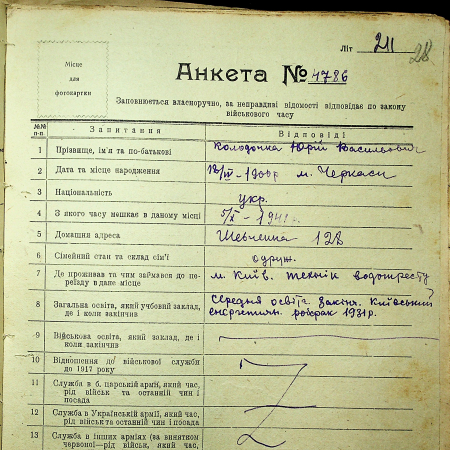 Літ 211
28
Місце
для
фотокартки
Анкета № 4786
Заповнюється власноручно, за неправдиві відомості відповідає по закону
військового часу
№№ п-п Запитання Відповіді
1 Прізвище, ім'я та по-батькові Колодочка Юрій Васильович
2 Дата та місце народження 1900р м. Черкаси
3 Національність укр.
4 З якого часу мешкає в даному місці 5/X - 1941
5 Домашня адреса Шевченка 128
6 Сімейний стан та склад сім'ї одруж.
7 Де проживав та чим займався до переїзду в дане місце м. Київ. технік водотресту
8 Загальна освіта, який учбовий заклад, де і коли закінчив середня освіта. Закінч. Київський
енергетичн. робфак 1931р.
9 Військова освіта, який заклад, де і
коли закінчив
10 Відношення до військової служби
до 1917 року
11 Служба в б. царській армії, який час,
рід військ та останній чин і
посада
12 Служба в Українській армії, який час,
рід військ та останній чин і посада
13 Служба в інших арміях (за винятком
червоної—рід військ, який час,